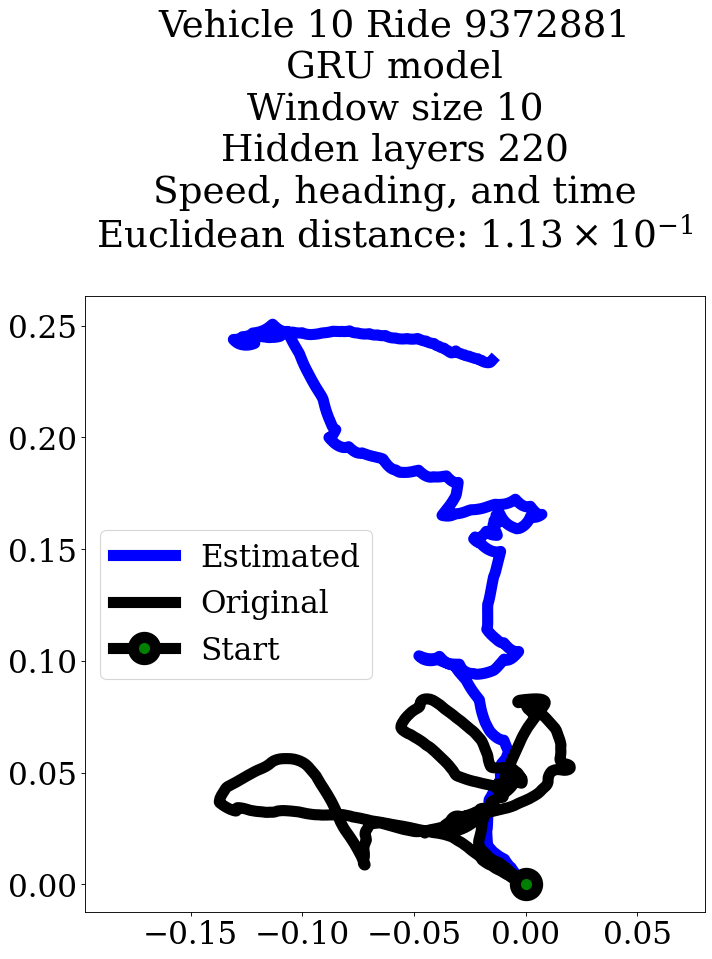 Vehicle 10 Ride 9372881
GRU model
Window size 10
Hidden layers 220
Speed, heading, and time
Euclidean distance: 1.13 × 10⁻¹
0.25
0.20
0.15
0.10
0.05
0.00
Estimated
Original
Start
−0.15 −0.10 −0.05 0.00 0.05